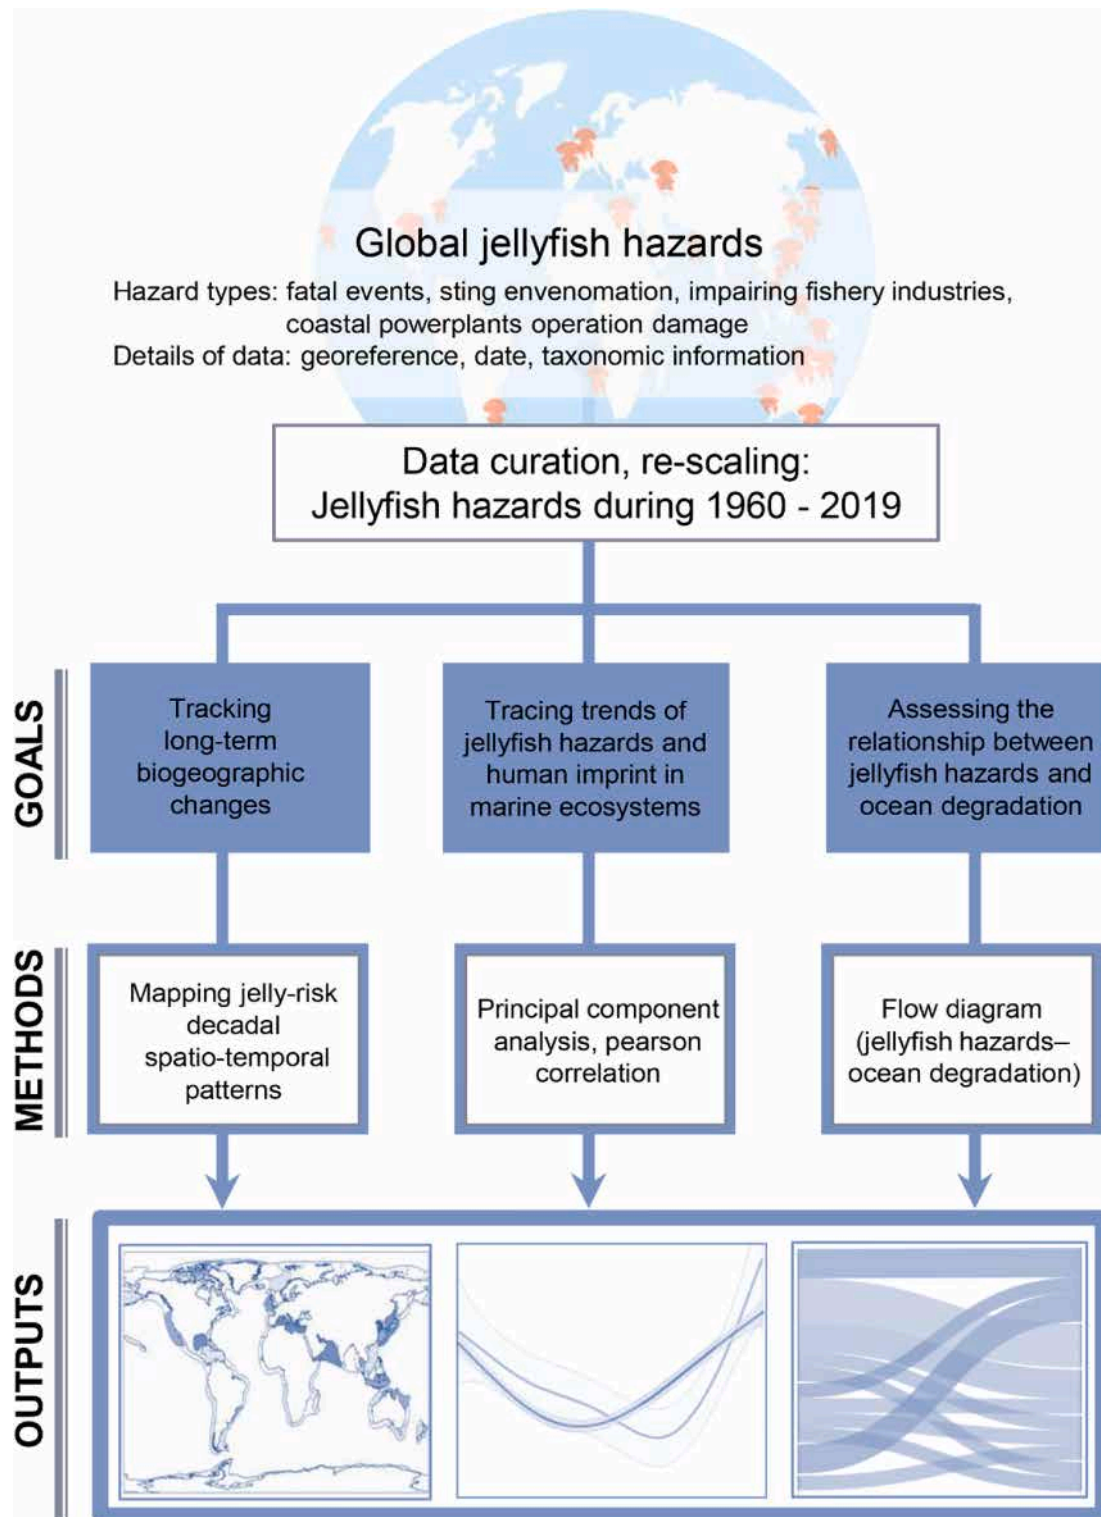 Global jellyfish hazards
Hazard types: fatal events, sting envenomation, impairing fishery industries,
coastal powerplants operation damage
Details of data: georeference, date, taxonomic information
Data curation, re-scaling:
Jellyfish hazards during 1960 - 2019
GOALS
Tracking
long-term
biogeographic
changes
Tracing trends of
jellyfish hazards and
human imprint in
marine ecosystems
Assessing the
relationship between
jellyfish hazards and
ocean degradation
METHODS
Mapping jelly-risk
decadal
spatio-temporal
patterns
Principal component
analysis, pearson
correlation
Flow diagram
(jellyfish hazards–
ocean degradation)
OUTPUTS